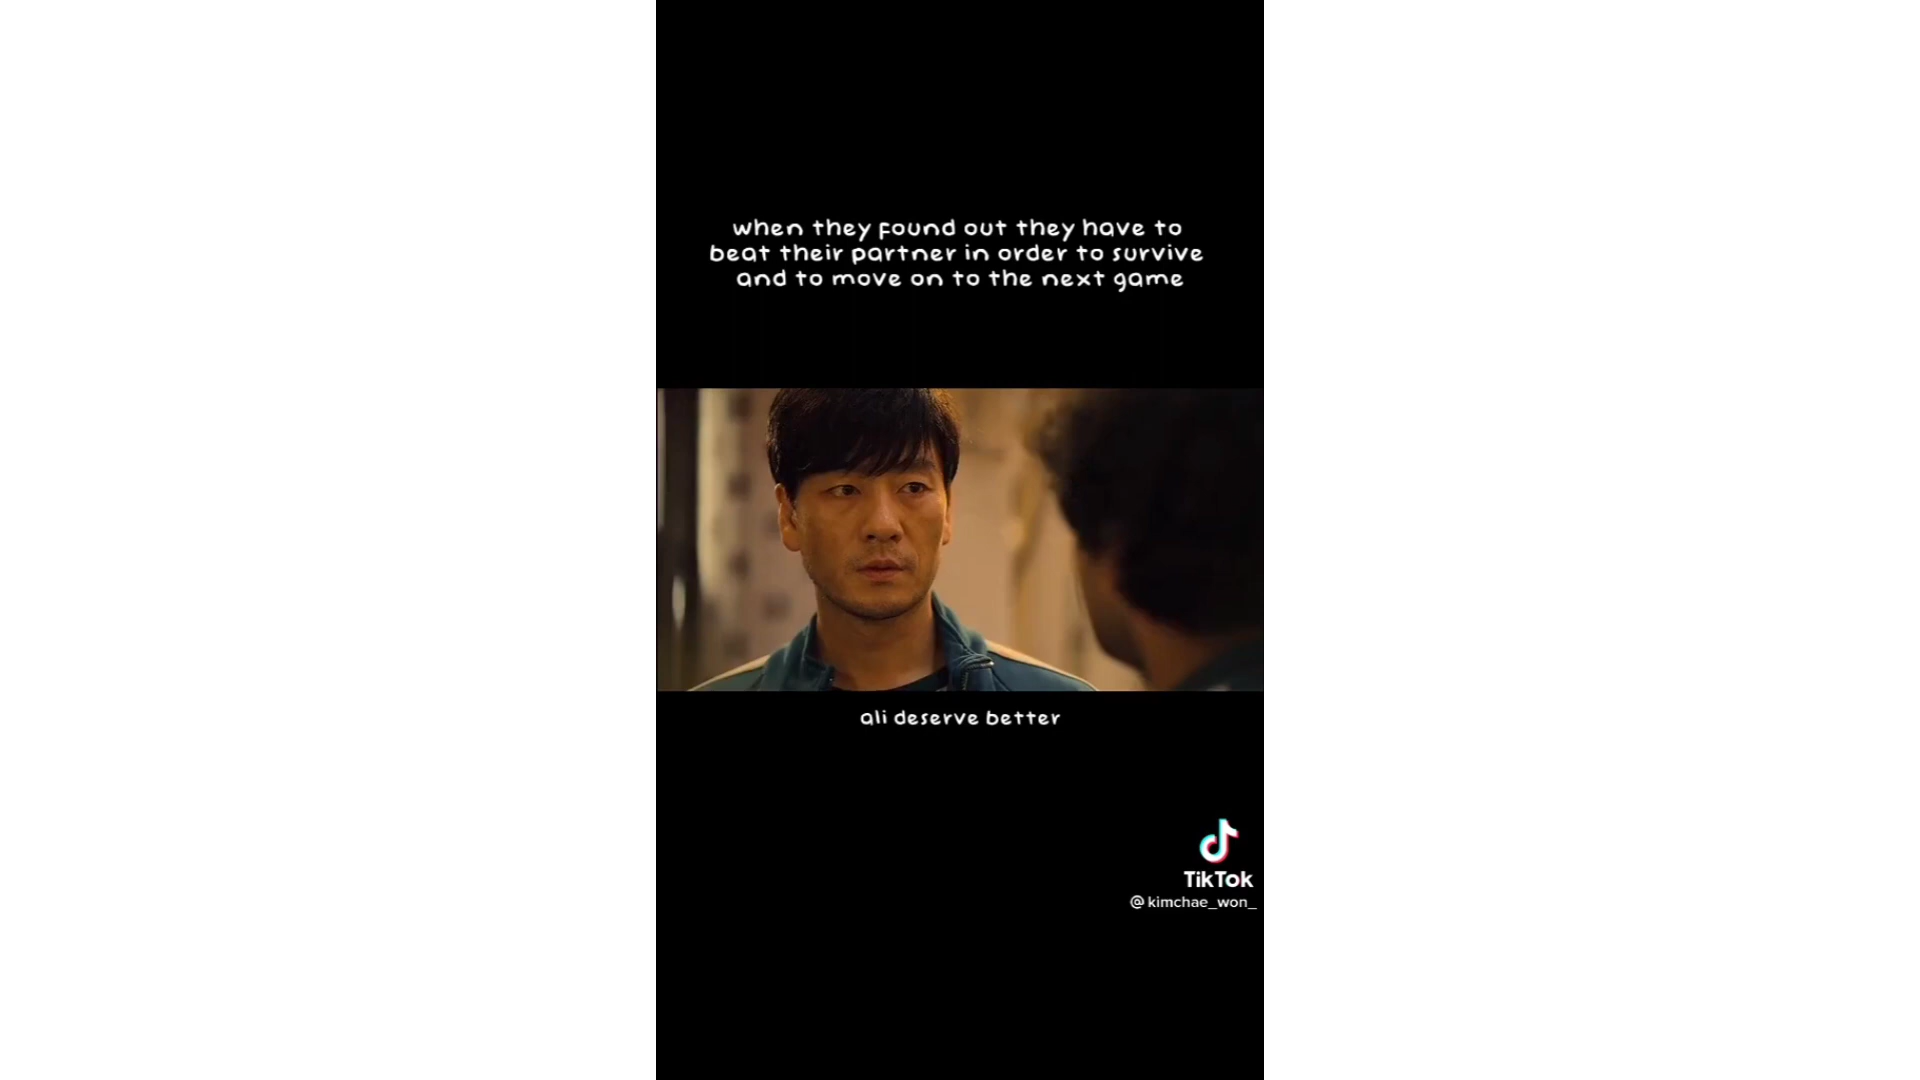 when they found out they have to
beat their partner in order to survive
and to move on to the next game
ali deserve better
TikTok
@kimchae_won_